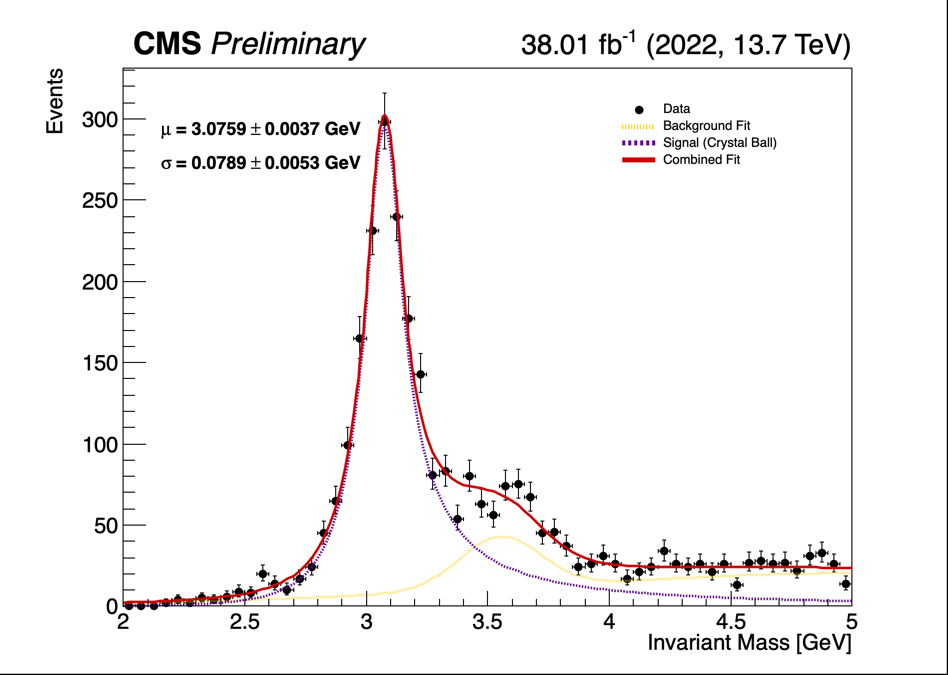 CMS Preliminary 38.01 fb⁻¹ (2022, 13.7 TeV)
Events
μ = 3.0759 ± 0.0037 GeV
σ = 0.0789 ± 0.0053 GeV
Data
Background Fit
Signal (Crystal Ball)
Combined Fit
300
250
200
150
100
50
0
2 2.5 3 3.5 4 4.5 5
Invariant Mass [GeV]